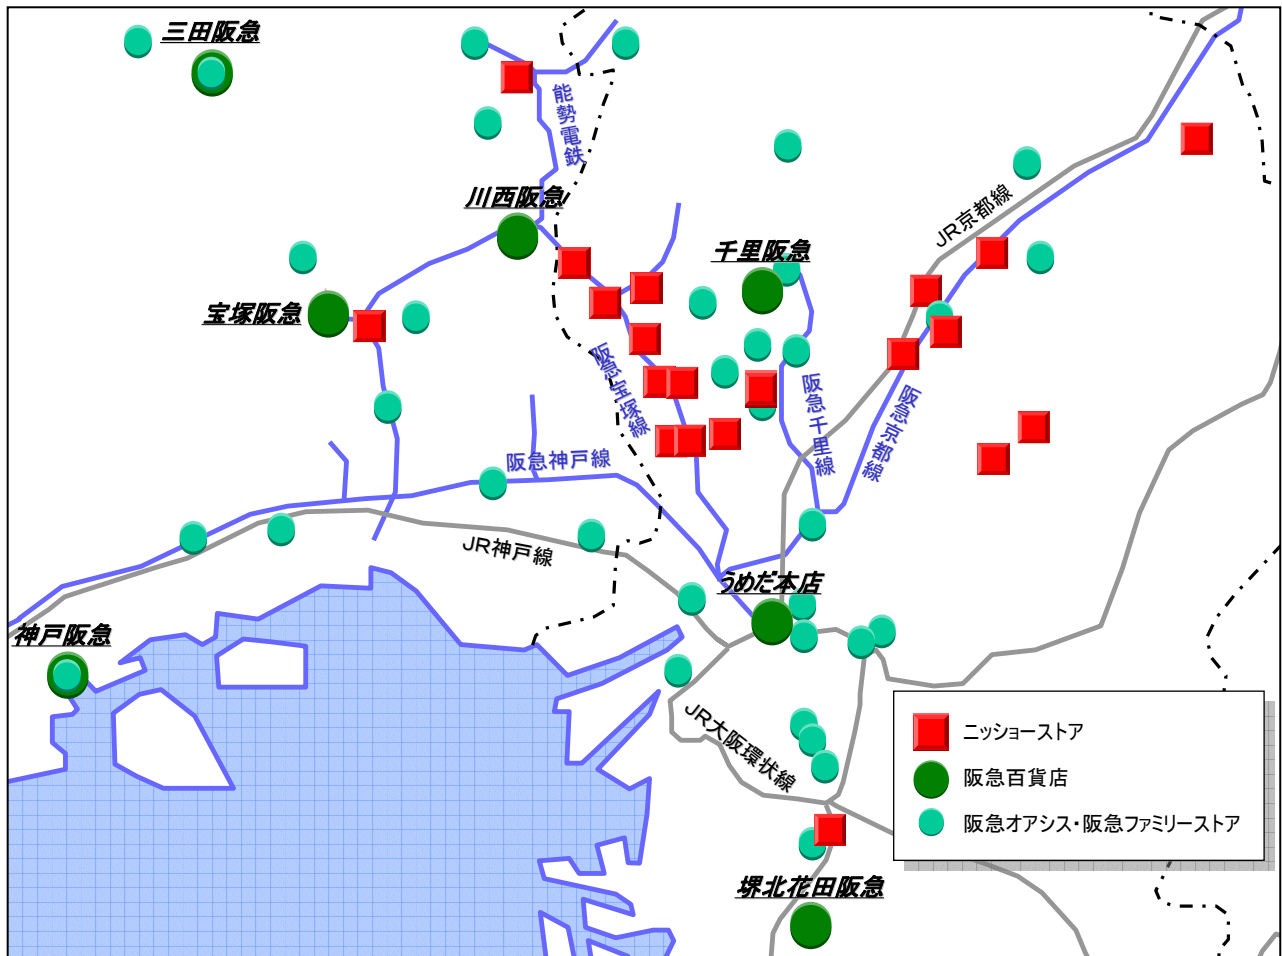 三田阪急
能勢電鉄
川西阪急
JR京都線
千里阪急
宝塚阪急
阪急宝塚線
阪急千里線
阪急京都線
阪急神戸線
JR神戸線
うめだ本店
神戸阪急
JR大阪環状線
ニッショーストア
阪急百貨店
阪急オアシス・阪急ファミリーストア
堺北花田阪急